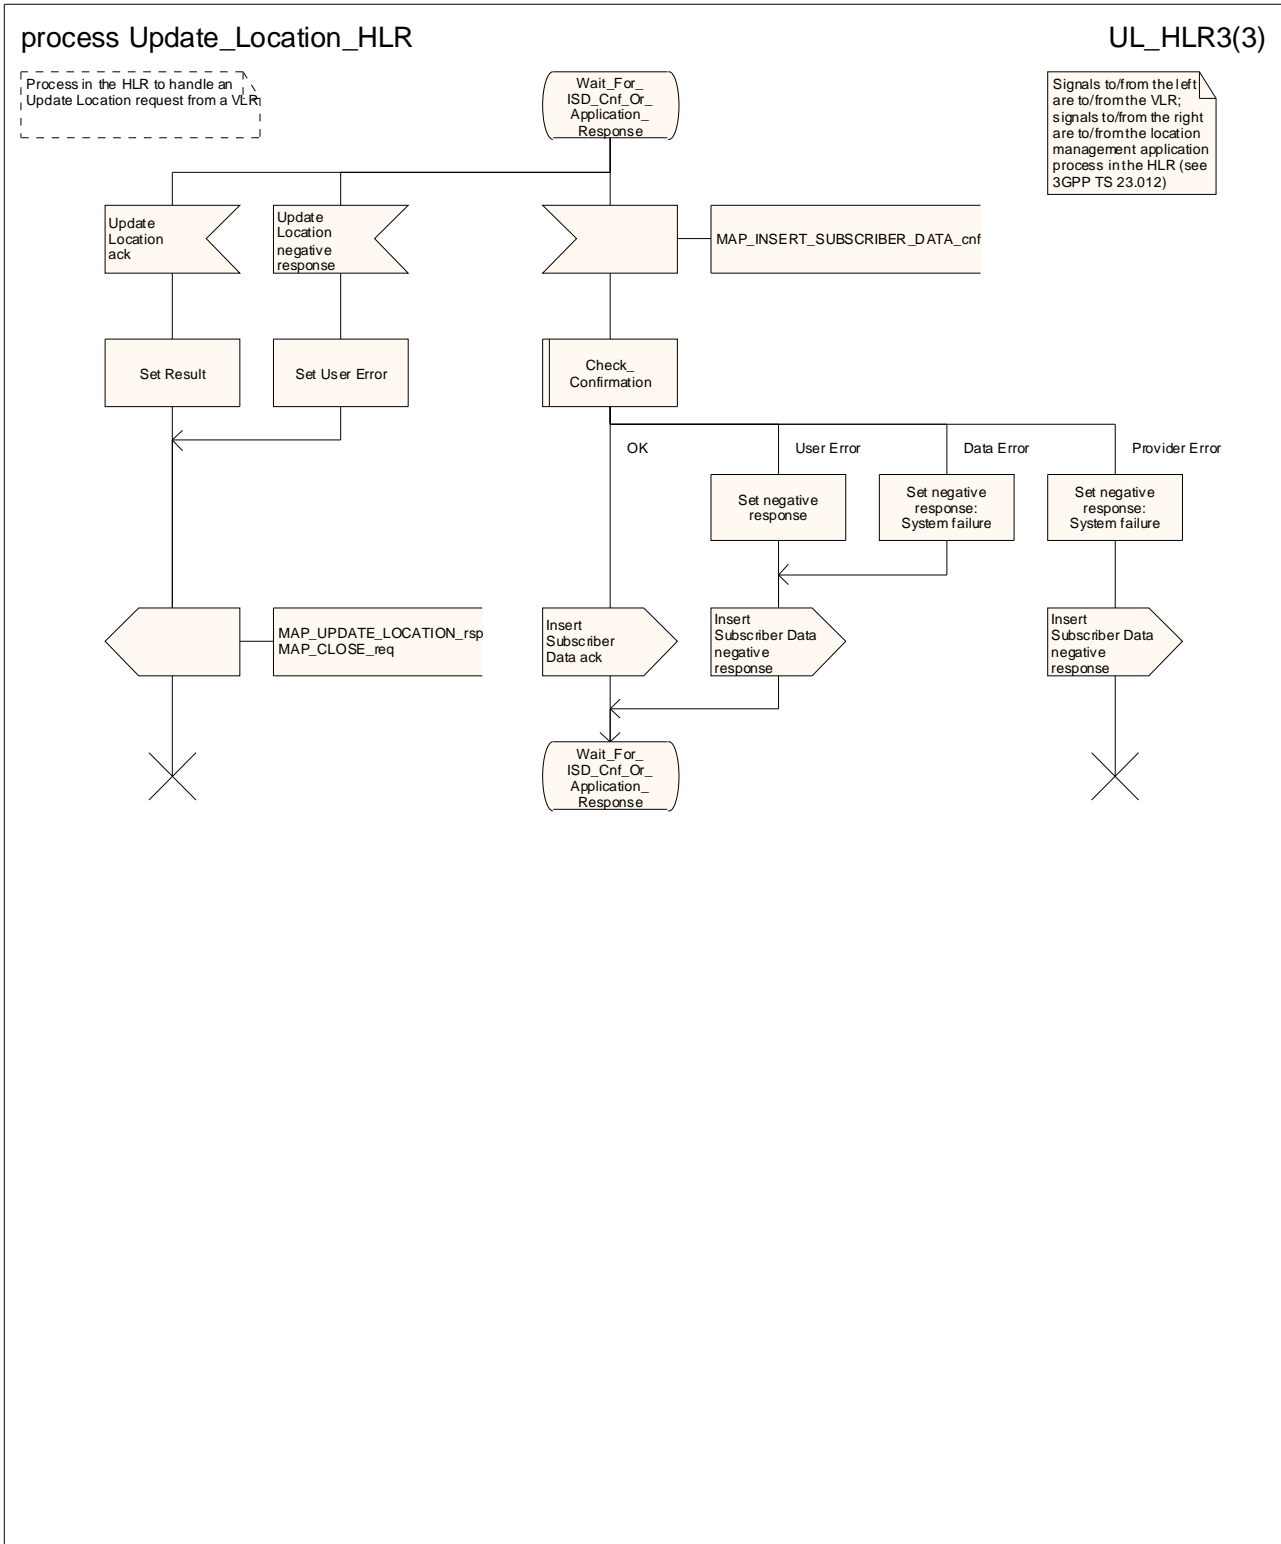 process Update_Location_HLR
UL_HLR3(3)
Process in the HLR to handle an
Update Location request from a VLR
Wait_For_
ISD_Cnf_Or_
Application_
Response
Signals to/from the left
are to/from the VLR;
signals to/from the right
are to/from the location
management application
process in the HLR (see
3GPP TS 23.012)
Update
Location
ack
Update
Location
negative
response
MAP_INSERT_SUBSCRIBER_DATA_cnf
Set Result
Set User Error
Check_
Confirmation
OK
User Error
Data Error
Provider Error
Set negative
response
Set negative
response:
System failure
Set negative
response:
System failure
MAP_UPDATE_LOCATION_rsp
MAP_CLOSE_req
Insert
Subscriber
Data ack
Insert
Subscriber Data
negative
response
Insert
Subscriber Data
negative
response
Wait_For_
ISD_Cnf_Or_
Application_
Response